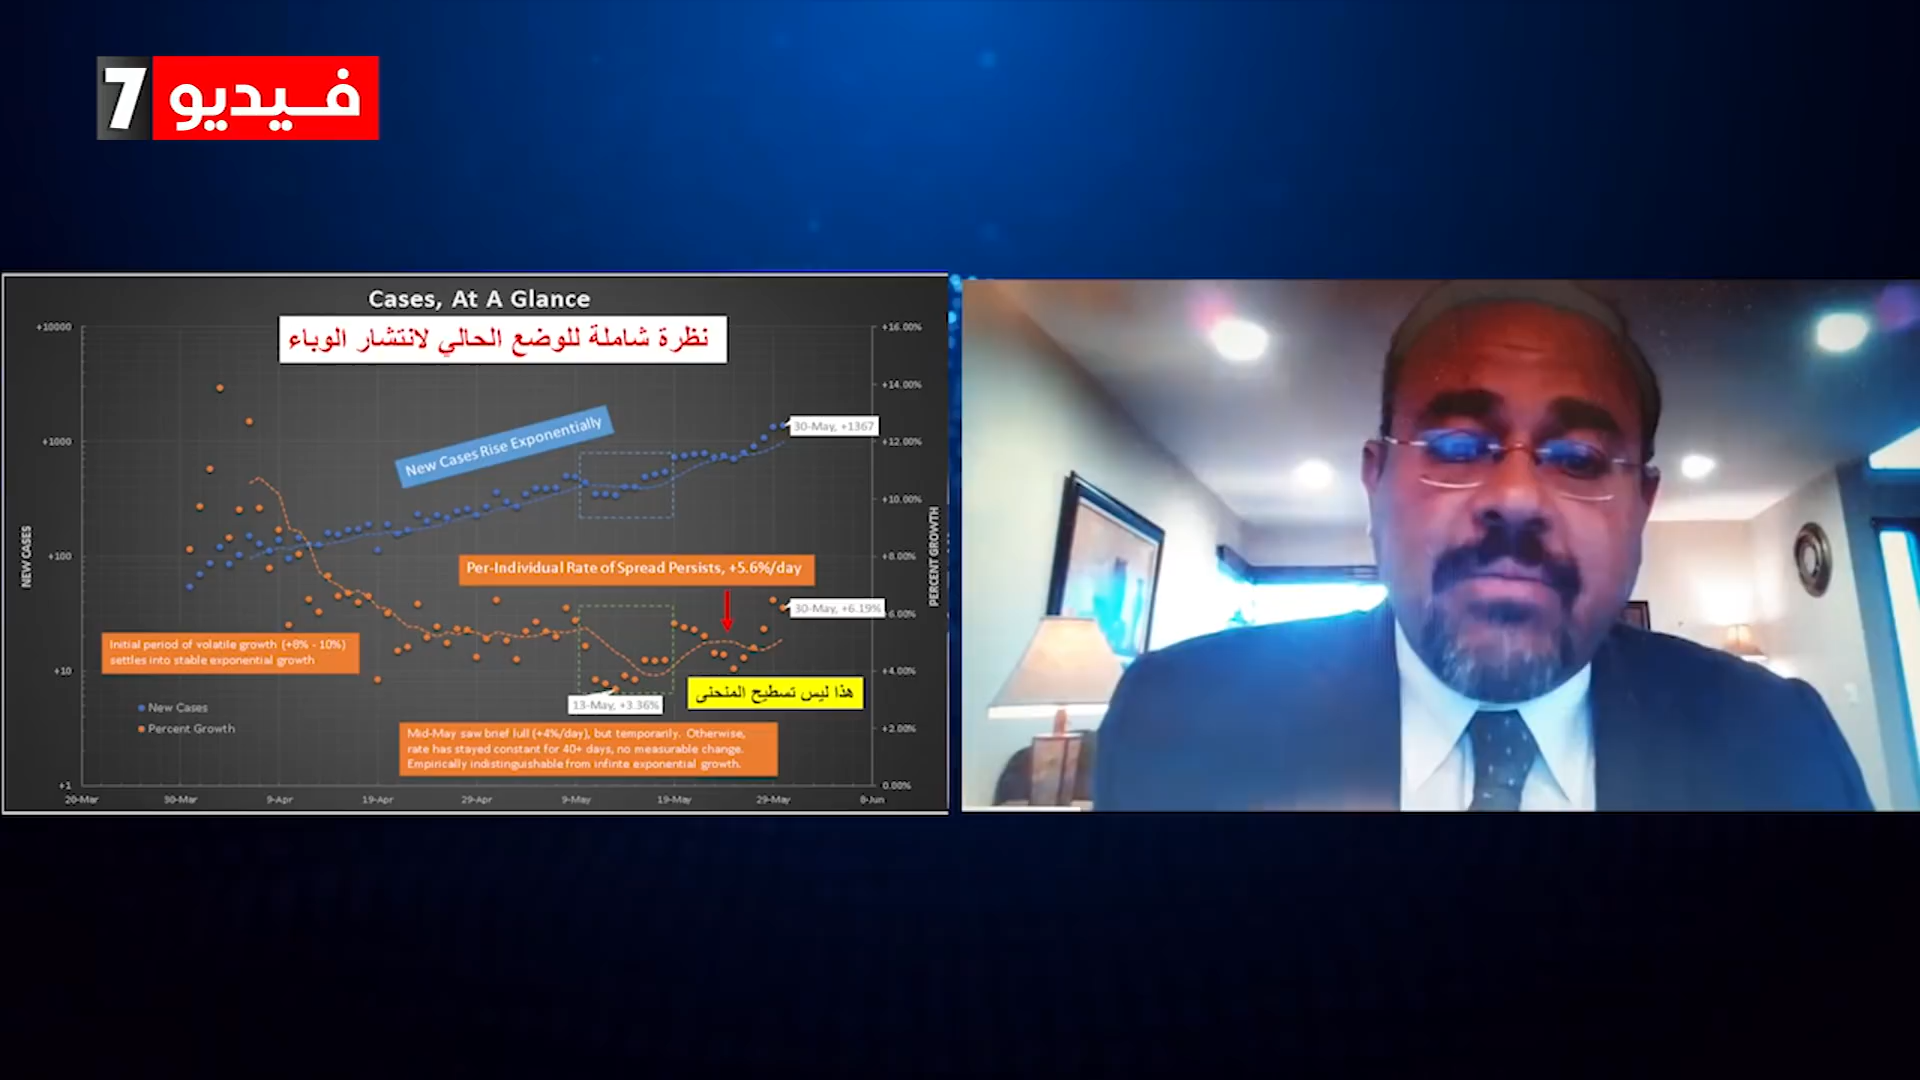 7 فيديو
Cases, At A Glance
نظرة شاملة للوضع الحالي لانتشار الوباء
+10000
+1000
+100
+10
+1
NEW CASES
+16.00%
+14.00%
+12.00%
+10.00%
+8.00%
6.00%
+4.00%
+2.00%
0.00%
PERCENT GROWTH
New Cases Rise Exponentially
30-May, +1367
Per-Individual Rate of Spread Persists, +5.6%/day
30-May, +6.19%
Initial period of volatile growth (+8% - 10%)
settles into stable exponential growth
هذا ليس تسطيح المنحنى
13-May, +3.36%
New Cases
Percent Growth
Mid-May saw brief lull (+4%/day), but temporarily. Otherwise,
rate has stayed constant for 40+ days, no measurable change.
Empirically indistinguishable from infinte exponential growth.
20-Mar 30-Mar 9-Apr 19-Apr 29-Apr 9-May 19-May 29-May 8-Jun